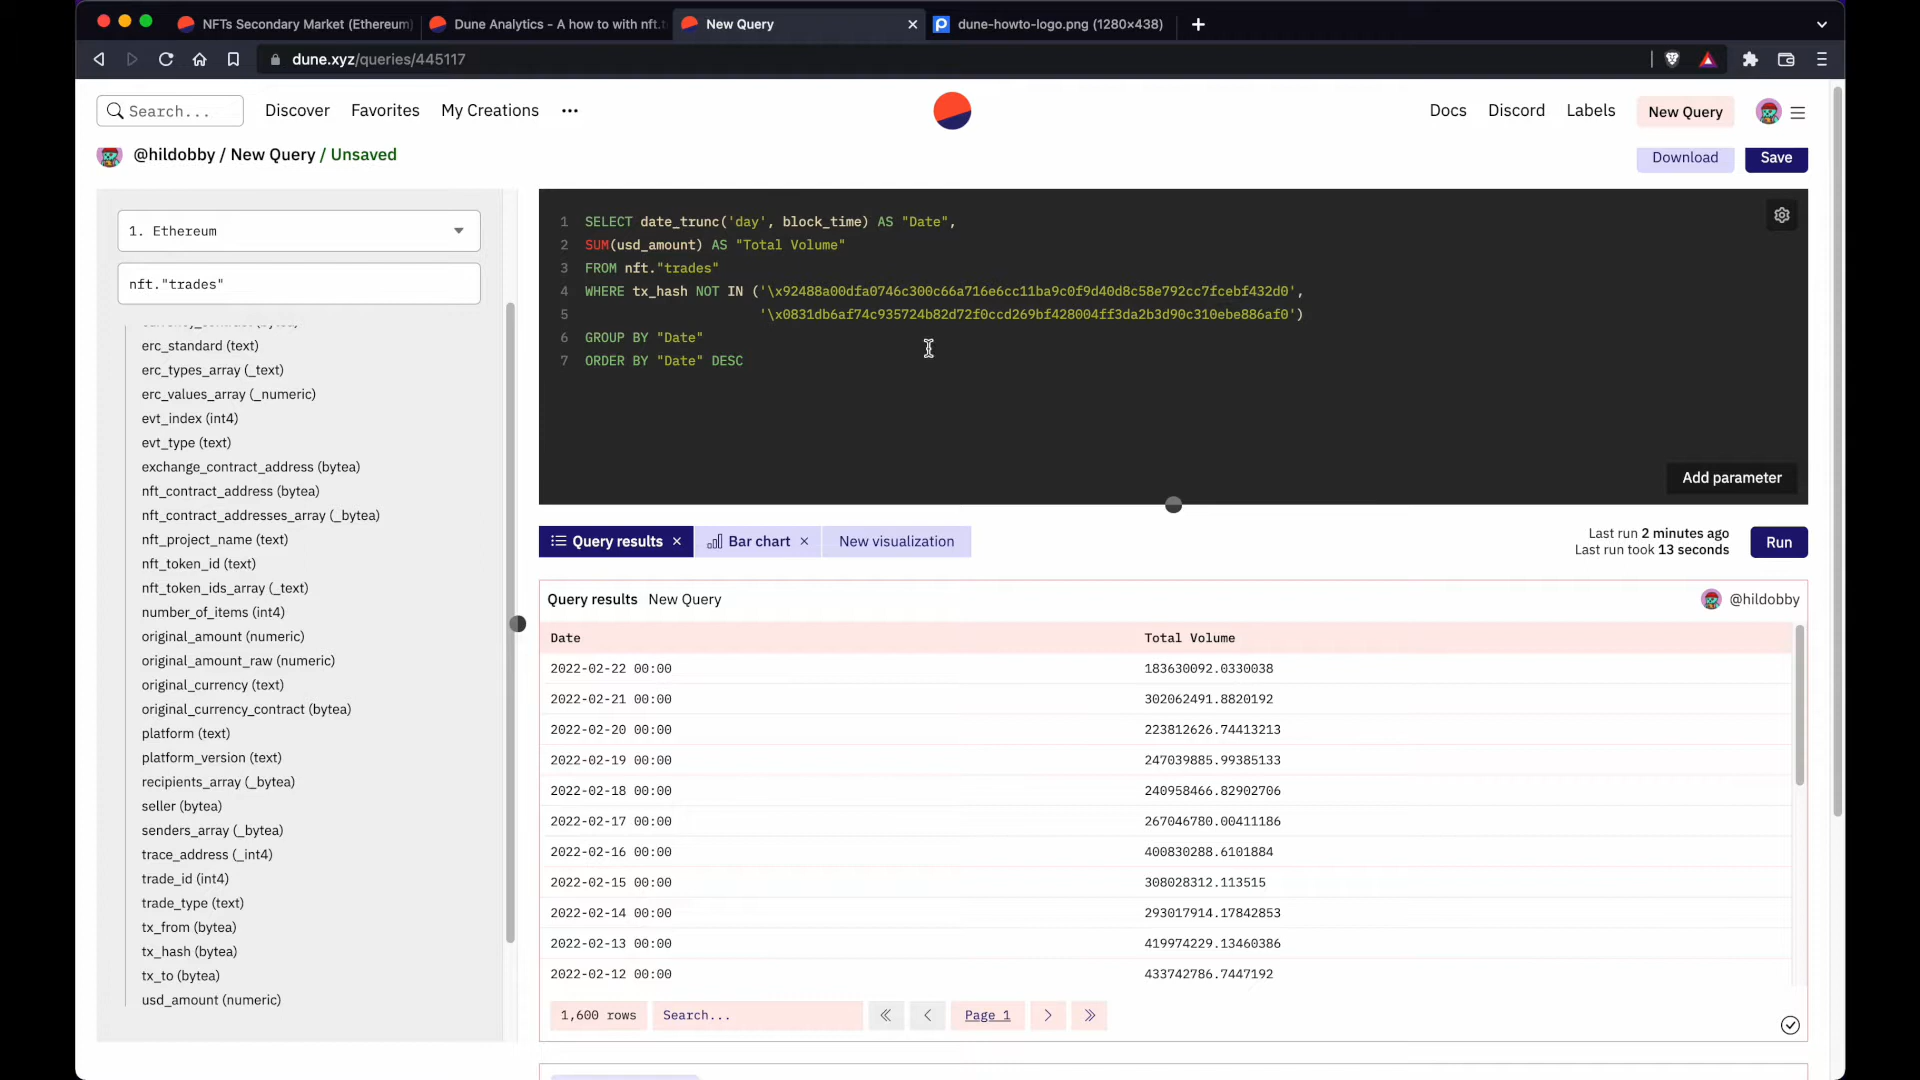 NFTs Secondary Market (Ethereum)
Dune Analytics - A how to with nft.t
New Query
dune-howto-logo.png (1280×438)
dune.xyz/queries/445117
Search...
Discover
Favorites
My Creations
Docs
Discord
Labels
New Query
@hildobby / New Query / Unsaved
Download
Save
1. Ethereum
nft."trades"
erc_standard (text)
erc_types_array (_text)
erc_values_array (_numeric)
evt_index (int4)
evt_type (text)
exchange_contract_address (bytea)
nft_contract_address (bytea)
nft_contract_addresses_array (_bytea)
nft_project_name (text)
nft_token_id (text)
nft_token_ids_array (_text)
number_of_items (int4)
original_amount (numeric)
original_amount_raw (numeric)
original_currency (text)
original_currency_contract (bytea)
platform (text)
platform_version (text)
recipients_array (_bytea)
seller (bytea)
senders_array (_bytea)
trace_address (_int4)
trade_id (int4)
trade_type (text)
tx_from (bytea)
tx_hash (bytea)
tx_to (bytea)
usd_amount (numeric)
1 SELECT date_trunc('day', block_time) AS "Date",
2 SUM(usd_amount) AS "Total Volume"
3 FROM nft."trades"
4 WHERE tx_hash NOT IN ('\x92488a00dfa0746c300c66a716e6cc11ba9c0f9d40d8c58e792cc7fcebf432d0',
5 '\x0831db6af74c935724b82d72f0ccd269bf428004ff3da2b3d90c310ebe886af0')
6 GROUP BY "Date"
7 ORDER BY "Date" DESC
Add parameter
Query results
Bar chart
New visualization
Last run 2 minutes ago
Last run took 13 seconds
Run
Query results New Query
@hildobby
Date Total Volume
2022-02-22 00:00 183630092.0330038
2022-02-21 00:00 302062491.8820192
2022-02-20 00:00 223812626.74413213
2022-02-19 00:00 247039885.99385133
2022-02-18 00:00 240958466.82902706
2022-02-17 00:00 267046780.00411186
2022-02-16 00:00 400830288.6101884
2022-02-15 00:00 308028312.113515
2022-02-14 00:00 293017914.17842853
2022-02-13 00:00 419974229.13460386
2022-02-12 00:00 433742786.7447192
1,600 rows
Search...
Page 1